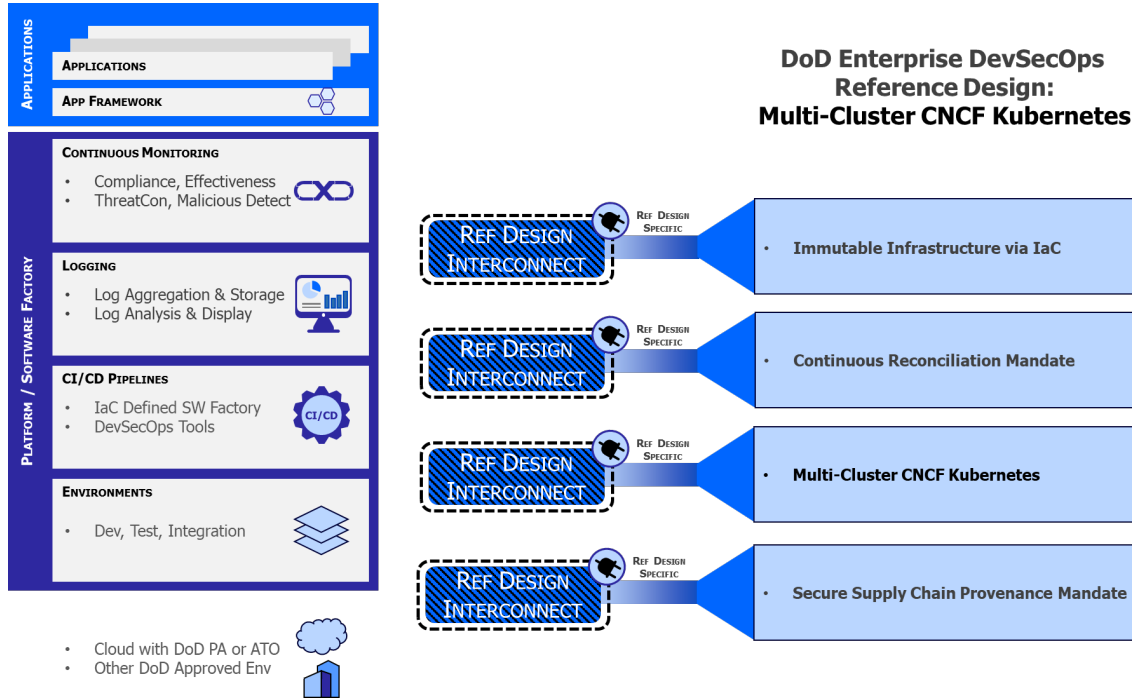 APPLICATIONS
APPLICATIONS
APP FRAMEWORK
PLATFORM / SOFTWARE FACTORY
CONTINUOUS MONITORING
• Compliance, Effectiveness
• ThreatCon, Malicious Detect
LOGGING
• Log Aggregation & Storage
• Log Analysis & Display
CI/CD PIPELINES
• IaC Defined SW Factory
• DevSecOps Tools
CI/CD
ENVIRONMENTS
• Dev, Test, Integration
• Cloud with DoD PA or ATO
• Other DoD Approved Env
DoD Enterprise DevSecOps
Reference Design:
Multi-Cluster CNCF Kubernetes
REF DESIGN
INTERCONNECT
REF DESIGN
SPECIFIC
• Immutable Infrastructure via IaC
REF DESIGN
INTERCONNECT
REF DESIGN
SPECIFIC
• Continuous Reconciliation Mandate
REF DESIGN
INTERCONNECT
REF DESIGN
SPECIFIC
• Multi-Cluster CNCF Kubernetes
REF DESIGN
INTERCONNECT
REF DESIGN
SPECIFIC
• Secure Supply Chain Provenance Mandate